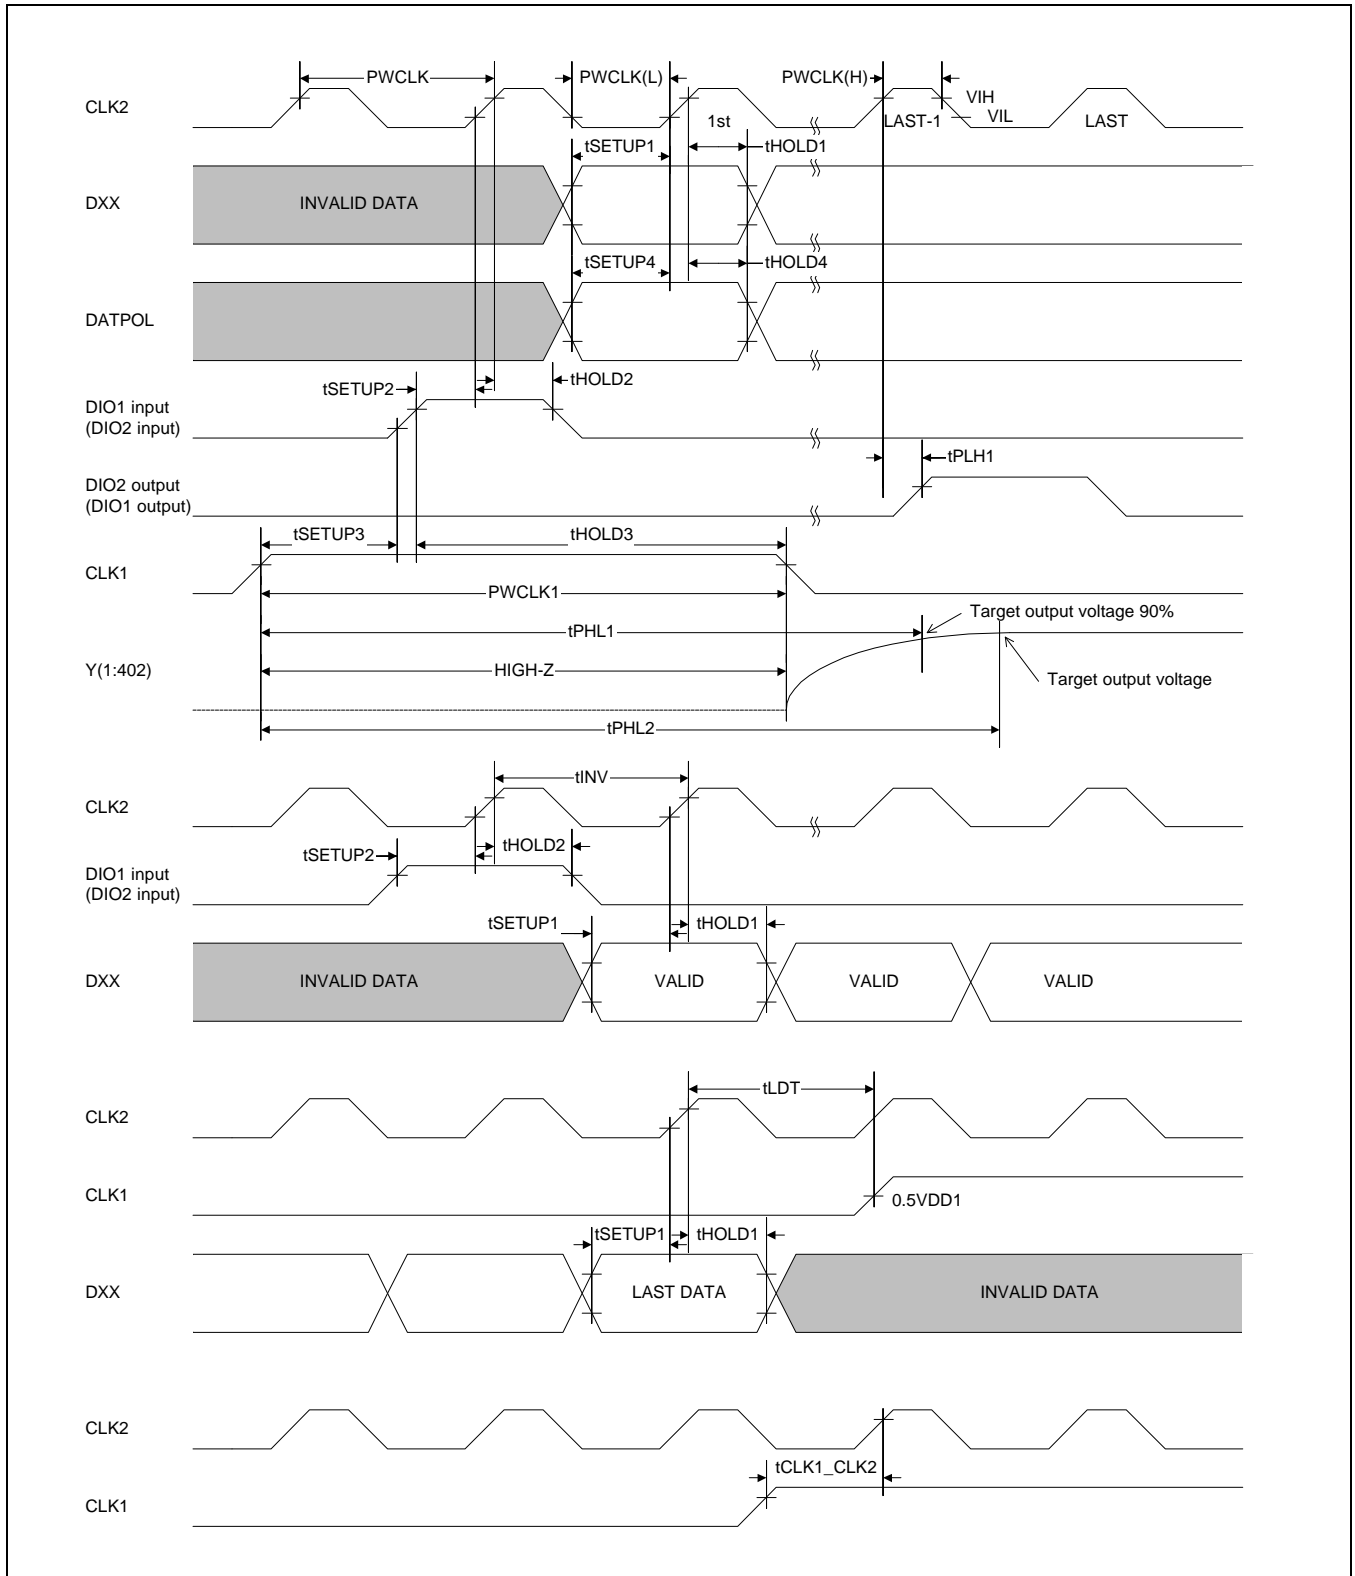 PWCLK PWCLK(L) PWCLK(H)
CLK2 VIH
1st LAST-1 VIL LAST
tSETUP1 tHOLD1
DXX INVALID DATA
tSETUP4 tHOLD4
DATPOL
tSETUP2 tHOLD2
DIO1 input
(DIO2 input)
tPLH1
DIO2 output
(DIO1 output)
tSETUP3 tHOLD3
CLK1
PWCLK1
Target output voltage 90%
tPHL1
Y(1:402) HIGH-Z
Target output voltage
tPHL2
tINV
CLK2
tSETUP2 tHOLD2
DIO1 input
(DIO2 input)
tSETUP1 tHOLD1
DXX INVALID DATA VALID VALID VALID
tLDT
CLK2
CLK1 0.5VDD1
tSETUP1 tHOLD1
DXX LAST DATA INVALID DATA
CLK2
tCLK1_CLK2
CLK1